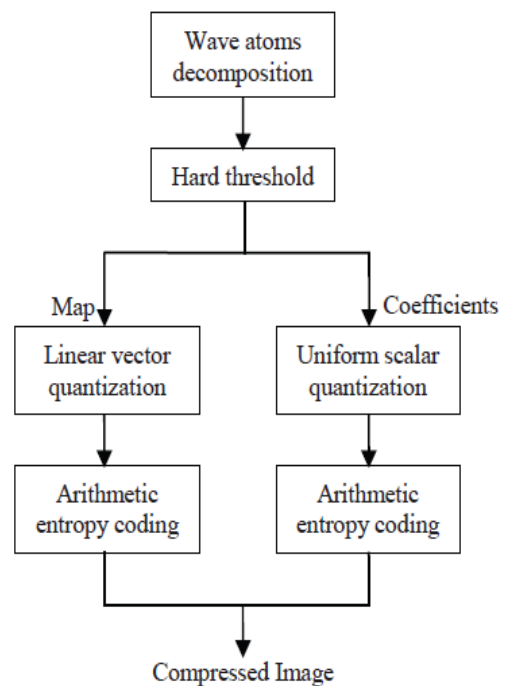 Wave atoms
decomposition
Hard threshold
Map
Coefficients
Linear vector
quantization
Uniform scalar
quantization
Arithmetic
entropy coding
Arithmetic
entropy coding
Compressed Image